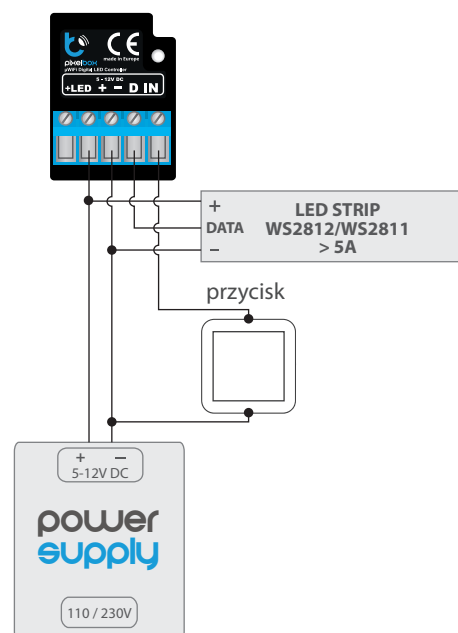 CE
pixelbox
made in Europe
µWiFi Digital LED Controller
5 - 12V DC
+LED + − D IN
+
DATA
−
LED STRIP
WS2812/WS2811
> 5A
przycisk
+ −
5-12V DC
power
supply
110 / 230V